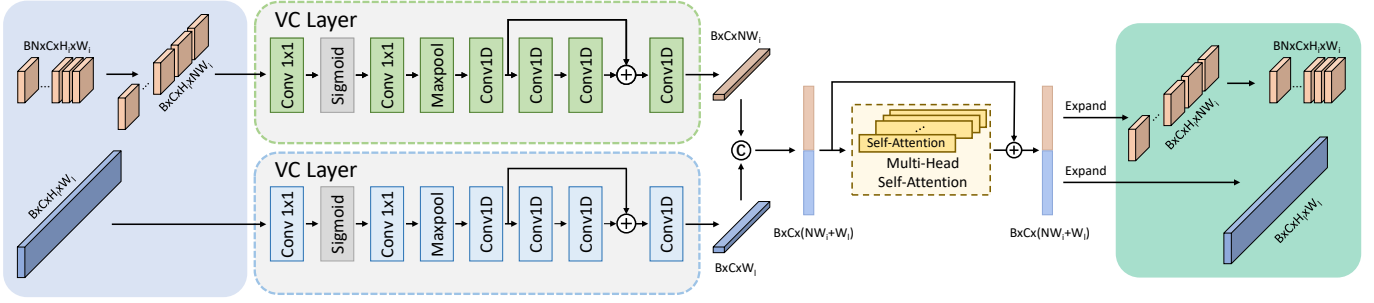 BNxCxHᵢxWᵢ
...
...
BxCxHᵢxNWᵢ
BxCxHᵢxWᵢ
VC Layer
Conv 1x1
Sigmoid
Conv 1x1
Maxpool
Conv1D
Conv1D
Conv1D
Conv1D
VC Layer
Conv 1x1
Sigmoid
Conv 1x1
Maxpool
Conv1D
Conv1D
Conv1D
Conv1D
BxCxNWᵢ
C
BxCxWᵢ
BxCx(NWᵢ+Wᵢ)
...
Self-Attention
Multi-Head
Self-Attention
BxCx(NWᵢ+Wᵢ)
Expand
Expand
...
BxCxHᵢxNWᵢ
BNxCxHᵢxWᵢ
...
BxCxHᵢxWᵢ